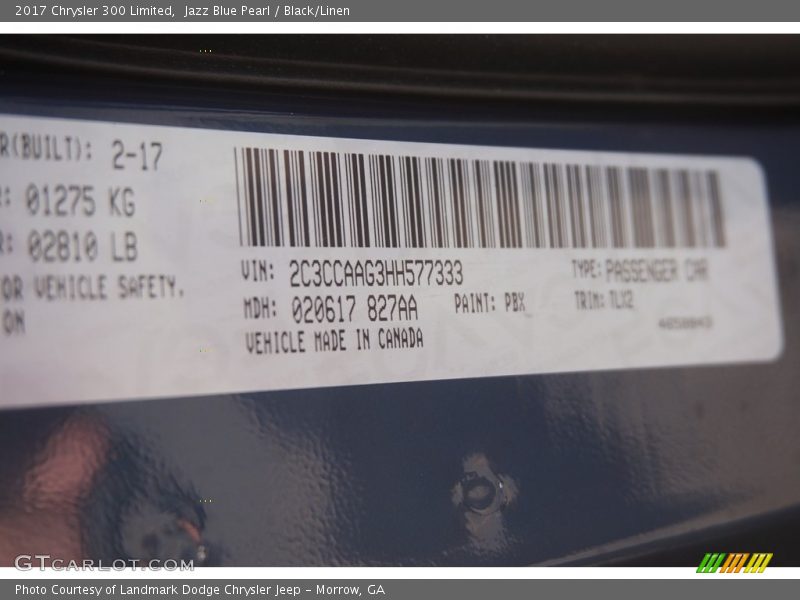 2017 Chrysler 300 Limited, Jazz Blue Pearl / Black/Linen
R(BUILT): 2-17
: 01275 KG
R: 02810 LB
OR VEHICLE SAFETY.
ON
VIN: 2C3CCAAG3HH577333 TYPE: PASSENGER CAR
MDH: 020617 827AA PAINT: PBX TRIM: TLX2
VEHICLE MADE IN CANADA
GTCARLOT.COM
Photo Courtesy of Landmark Dodge Chrysler Jeep – Morrow, GA